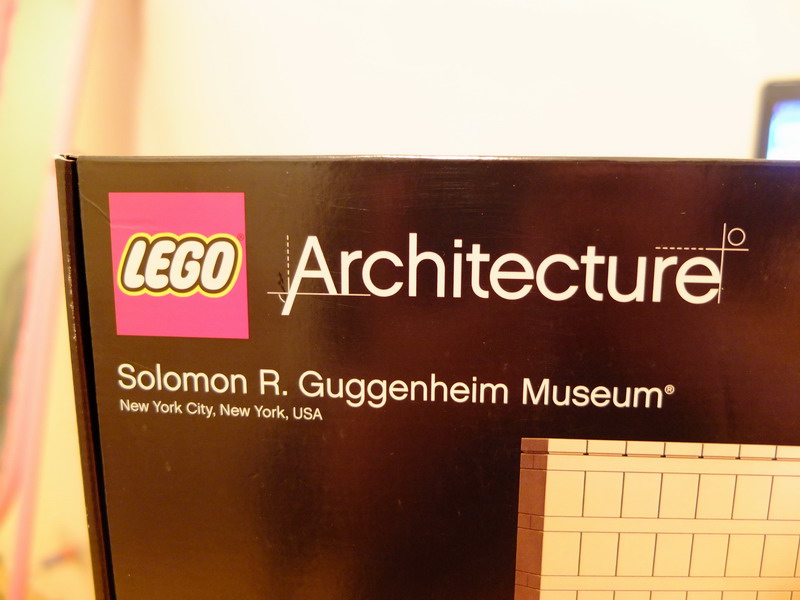 LEGO
Architecture
Solomon R. Guggenheim Museum®
New York City, New York, USA